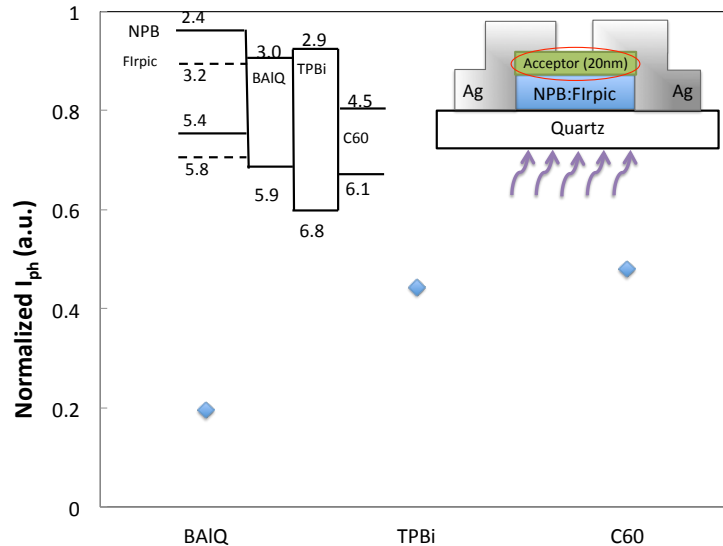 1
0.8
0.6
0.4
0.2
0
Normalized Iph (a.u.)
BAlQ
TPBi
C60
NPB
2.4
FIrpic
3.2
5.4
5.8
3.0
BAlQ
5.9
2.9
TPBi
6.8
4.5
C60
6.1
Acceptor (20nm)
Ag
NPB:FIrpic
Ag
Quartz